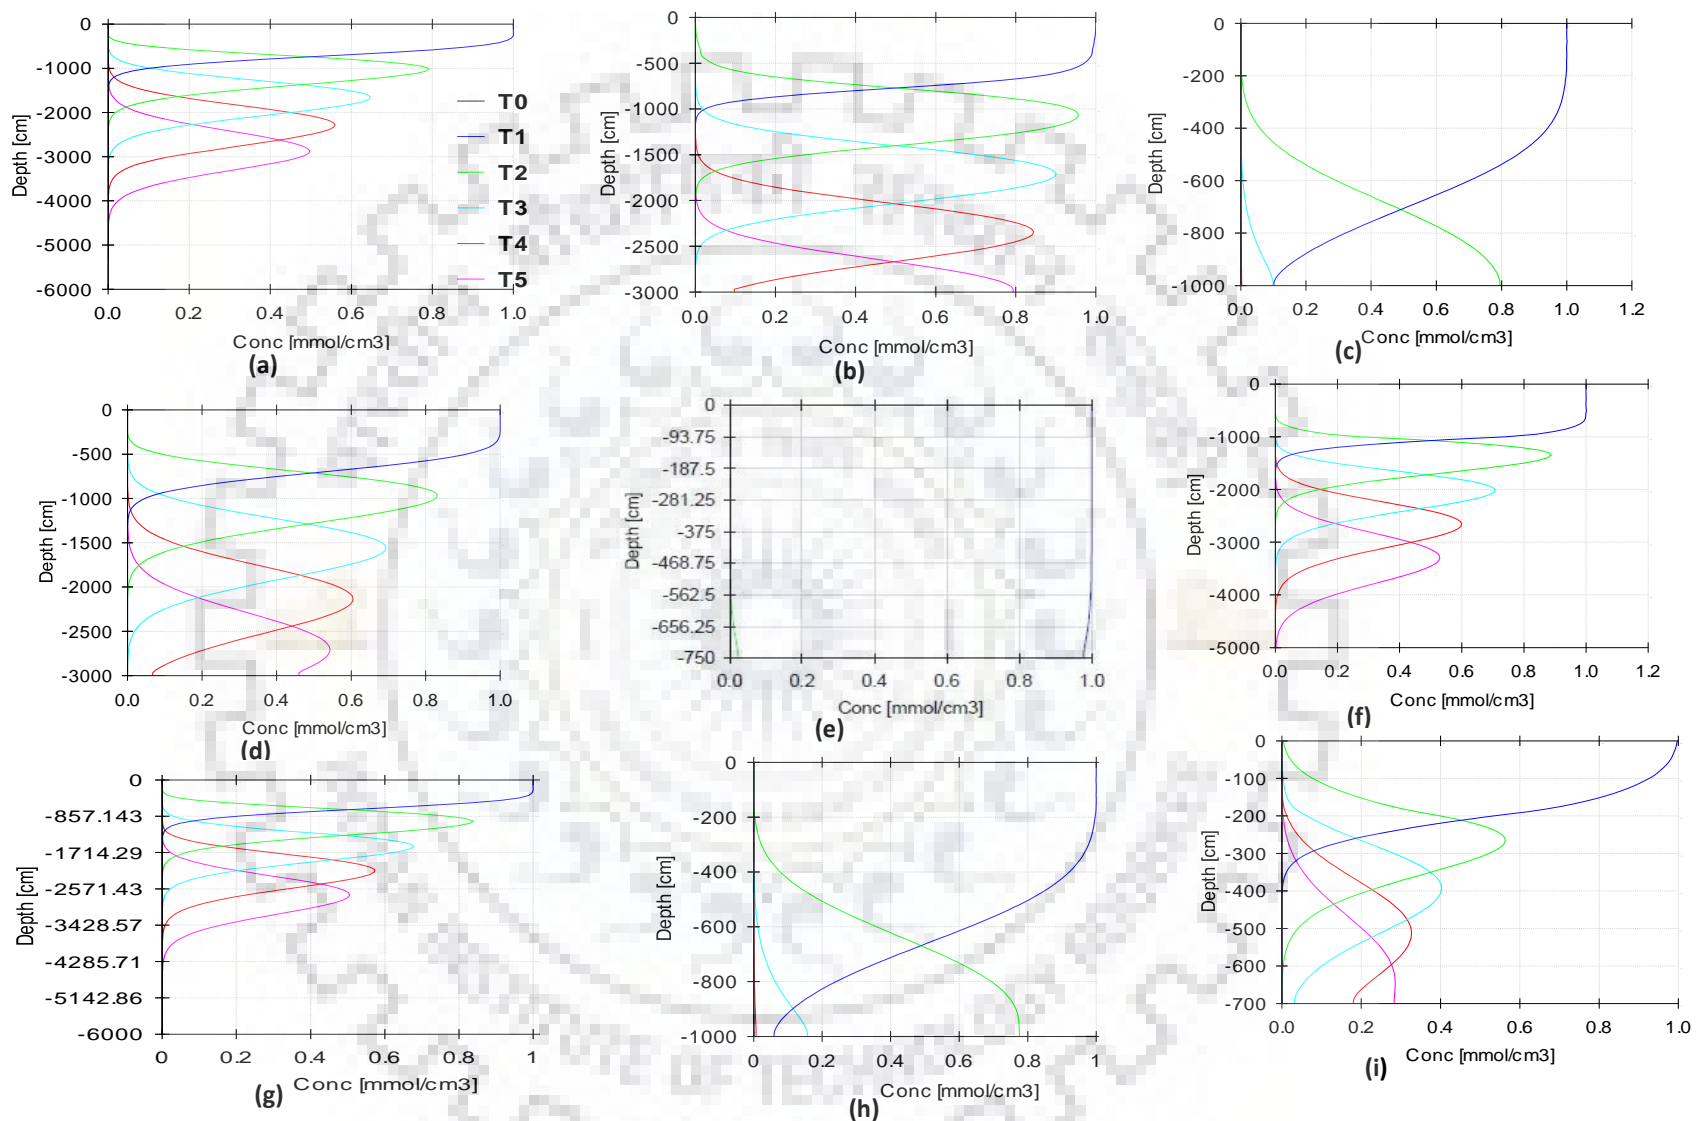 0
-1000
-2000
-3000
-4000
-5000
-6000
Depth [cm]
0.0 0.2 0.4 0.6 0.8 1.0
Conc [mmol/cm3]
(a)
T0
T1
T2
T3
T4
T5
0
-500
-1000
-1500
-2000
-2500
-3000
Depth [cm]
0.0 0.2 0.4 0.6 0.8 1.0
Conc [mmol/cm3]
(b)
0
-200
-400
-600
-800
-1000
Depth [cm]
0.0 0.2 0.4 0.6 0.8 1.0 1.2
(c) Conc [mmol/cm3]
0
-500
-1000
-1500
-2000
-2500
-3000
Depth [cm]
0.0 0.2 0.4 0.6 0.8 1.0
Conc [mmol/cm3]
(d)
0
-93.75
-187.5
-281.25
-375
-468.75
-562.5
-656.25
-750
Depth [cm]
0.0 0.2 0.4 0.6 0.8 1.0
Conc [mmol/cm3]
(e)
0
-1000
-2000
-3000
-4000
-5000
Depth [cm]
0.0 0.2 0.4 0.6 0.8 1.0 1.2
Conc [mmol/cm3]
(f)
0
-857.143
-1714.29
-2571.43
-3428.57
-4285.71
-5142.86
-6000
Depth [cm]
0 0.2 0.4 0.6 0.8 1
(g) Conc [mmol/cm3]
0
-200
-400
-600
-800
-1000
Depth [cm]
0 0.2 0.4 0.6 0.8 1
(h) Conc [mmol/cm3]
0
-100
-200
-300
-400
-500
-600
-700
Depth [cm]
0.0 0.2 0.4 0.6 0.8 1.0
Conc [mmol/cm3]
(i)